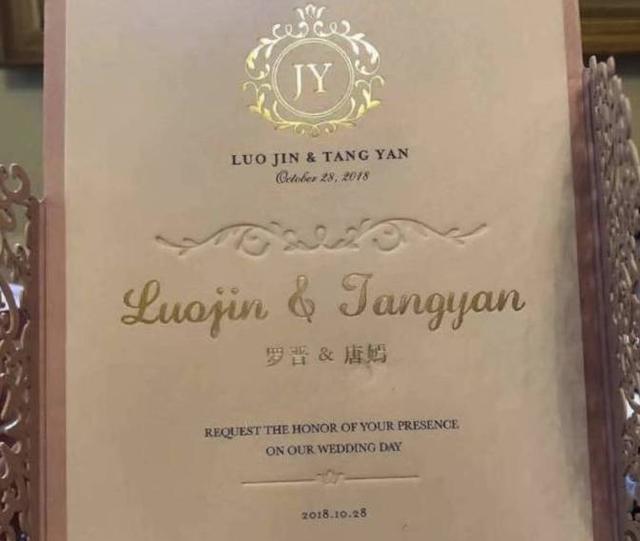 JY
LUO JIN & TANG YAN
October 28, 2018
Luojin & Tangyan
罗晋 & 唐嫣
REQUEST THE HONOR OF YOUR PRESENCE
ON OUR WEDDING DAY
2018.10.28